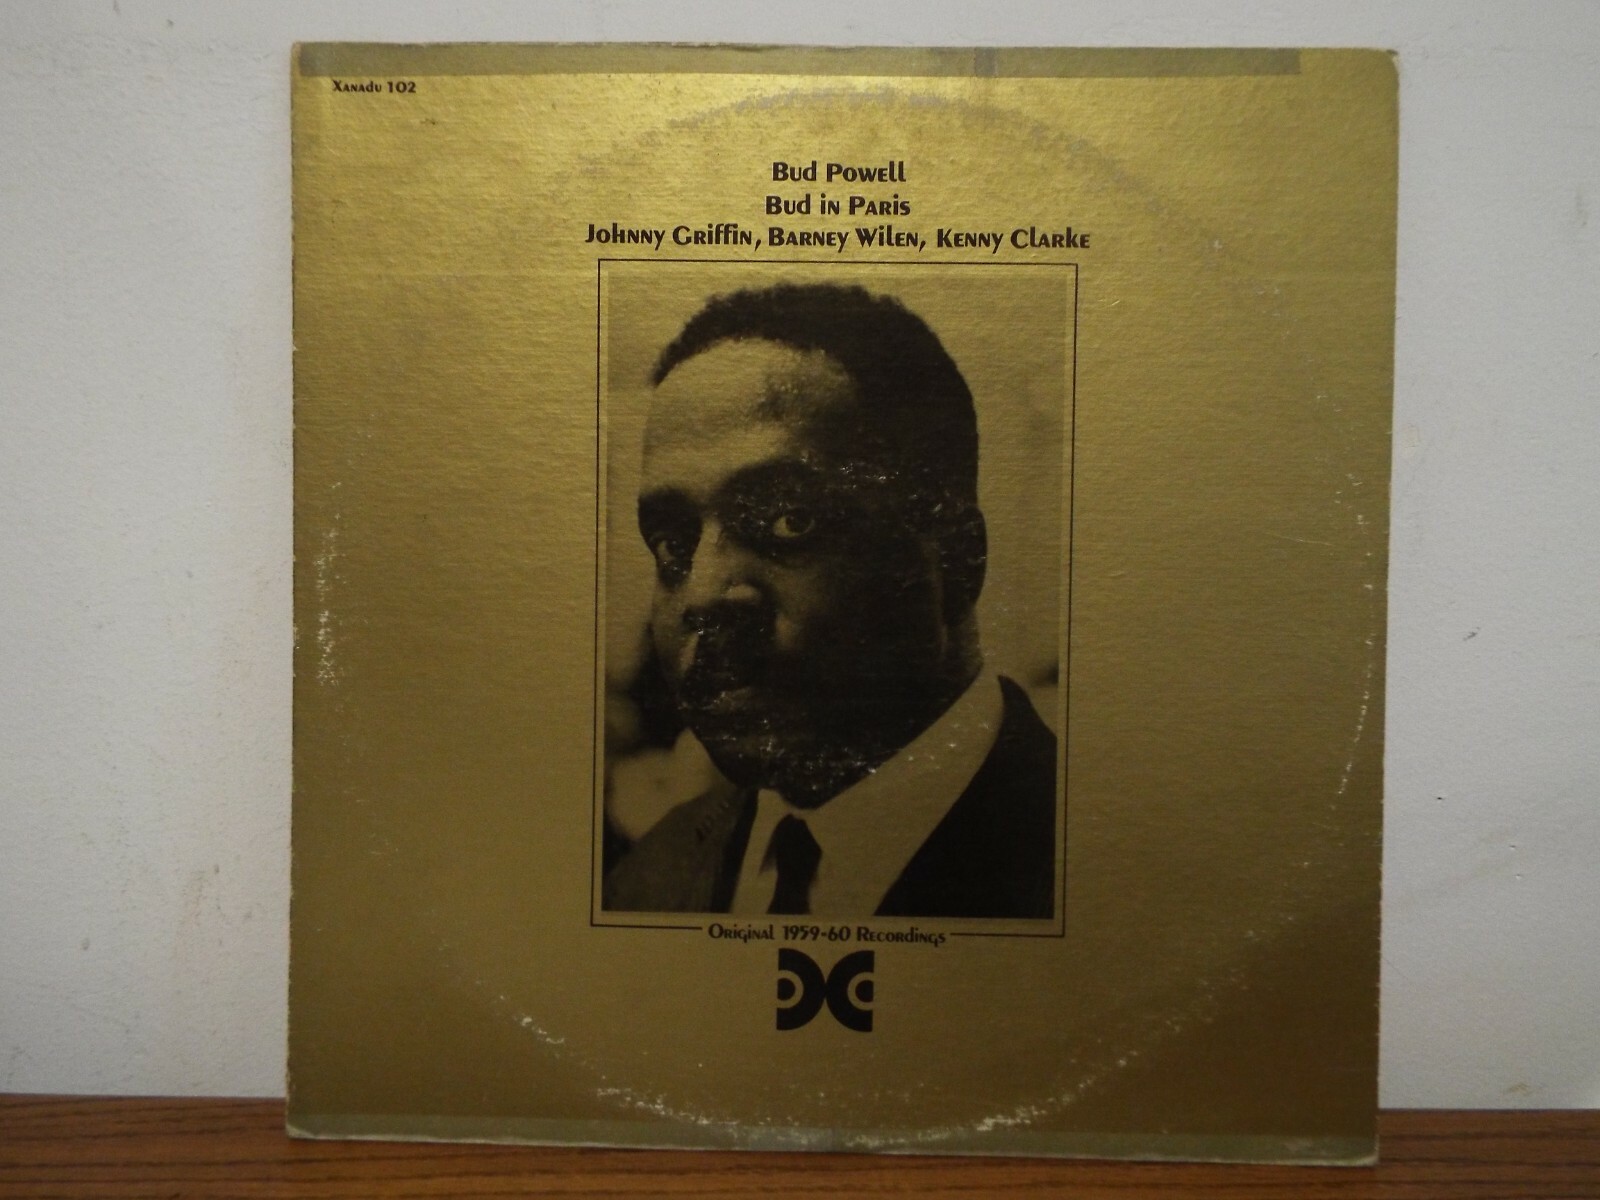 Xanadu 102
Bud Powell
Bud in Paris
Johnny Griffin, Barney Wilen, Kenny Clarke
Original 1959-60 Recordings